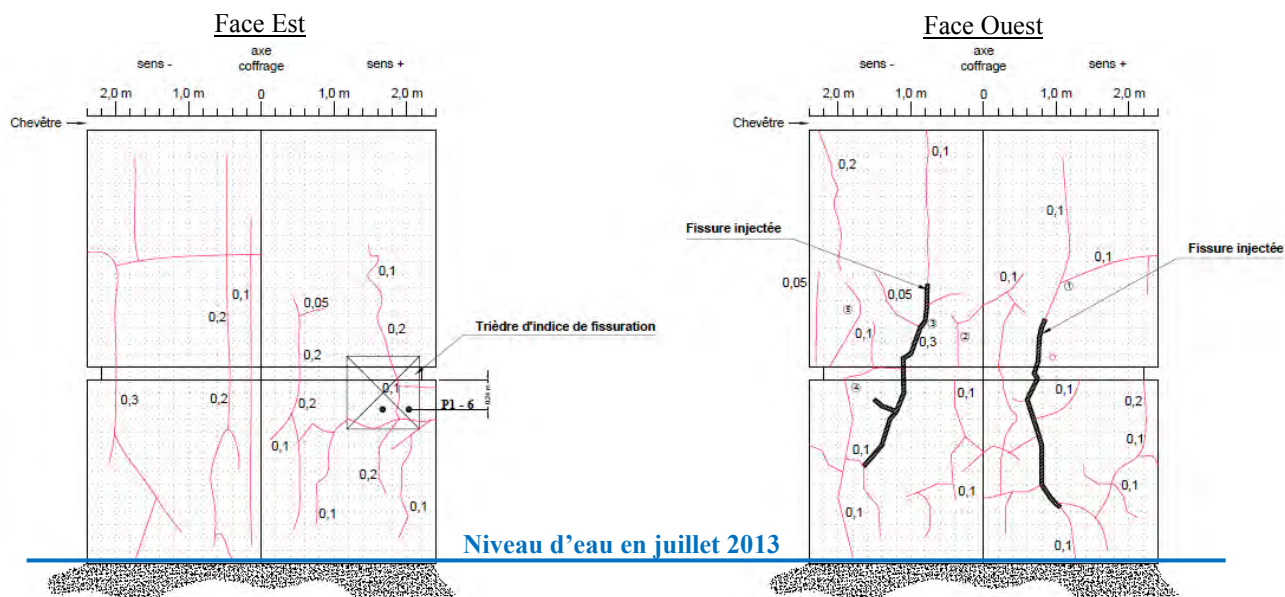 Face Est
axe
coffrage
sens -
sens +
2,0 m 1,0 m 0 1,0 m 2,0 m
Chevêtre
0,1
0,05
0,1
0,2
0,2
0,2
Trièdre d'indice de fissuration
0,3
0,2
0,2
0,1
P1 - 6
0,1
0,2
0,1
0,1
Face Ouest
axe
coffrage
sens -
sens +
2,0 m 1,0 m 0 1,0 m 2,0 m
Chevêtre
0,2
0,1
0,1
Fissure injectée
Fissure injectée
0,1
0,05
0,05
0,1
①
⑤
③
0,1
0,3
②
④
0,1
0,1
0,2
0,1
0,1
0,1
0,1
0,1
0,1
Niveau d'eau en juillet 2013